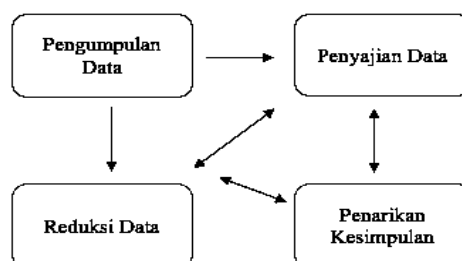 Pengumpulan
Data
Penyajian Data
Reduksi Data
Penarikan
Kesimpulan